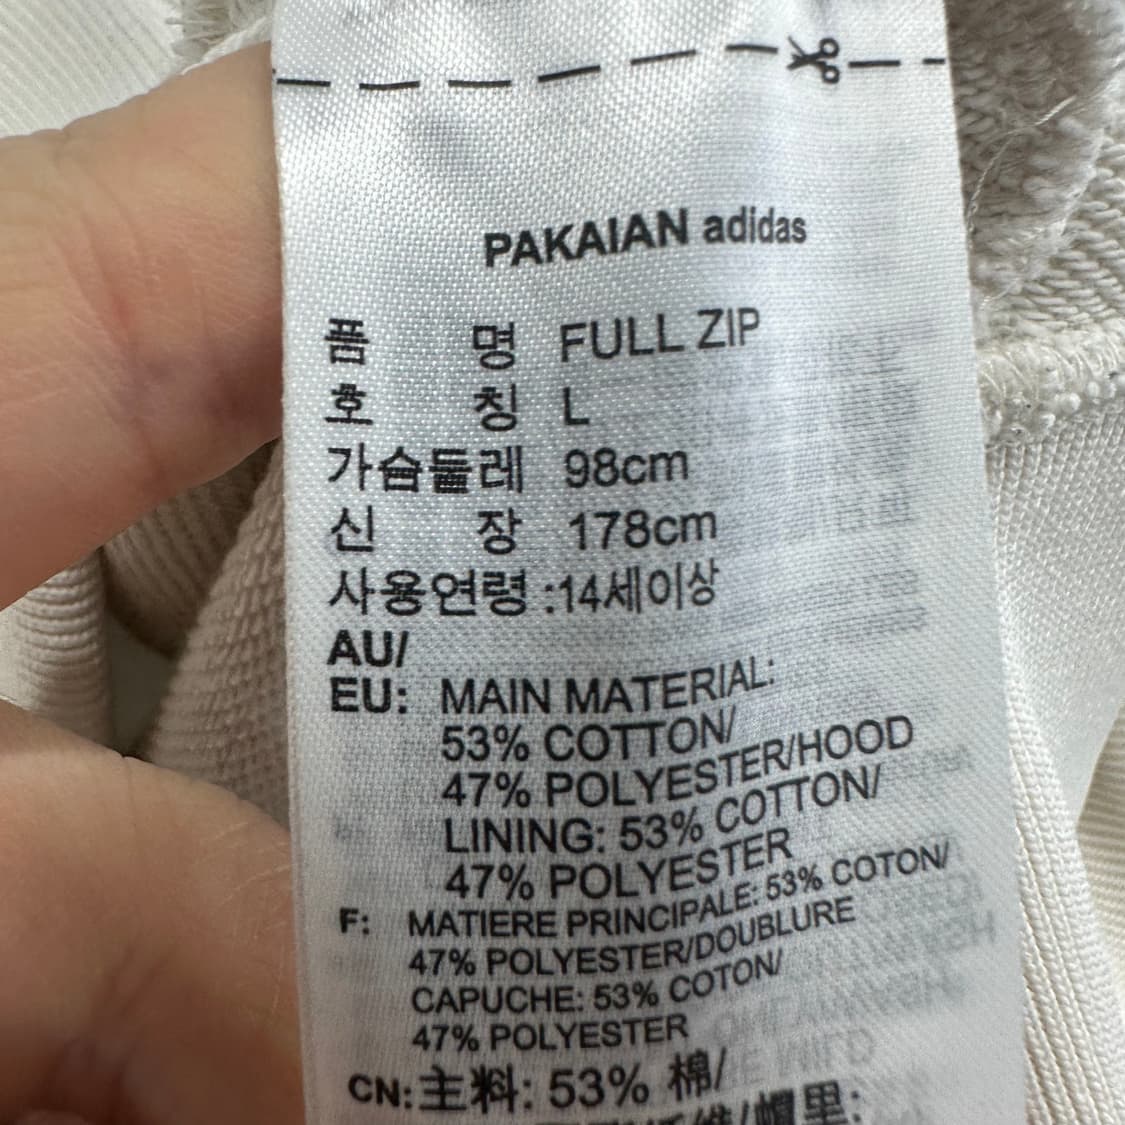 PAKAIAN adidas
품 명 FULL ZIP
호 칭 L
가슴둘레 98cm
신 장 178cm
사용연령 :14세이상
AU/
EU: MAIN MATERIAL:
53% COTTON/
47% POLYESTER/HOOD
LINING: 53% COTTON/
47% POLYESTER
F: MATIERE PRINCIPALE: 53% COTON/
47% POLYESTER/DOUBLURE
CAPUCHE: 53% COTON/
47% POLYESTER
CN: 主料: 53% 棉/
帽里: